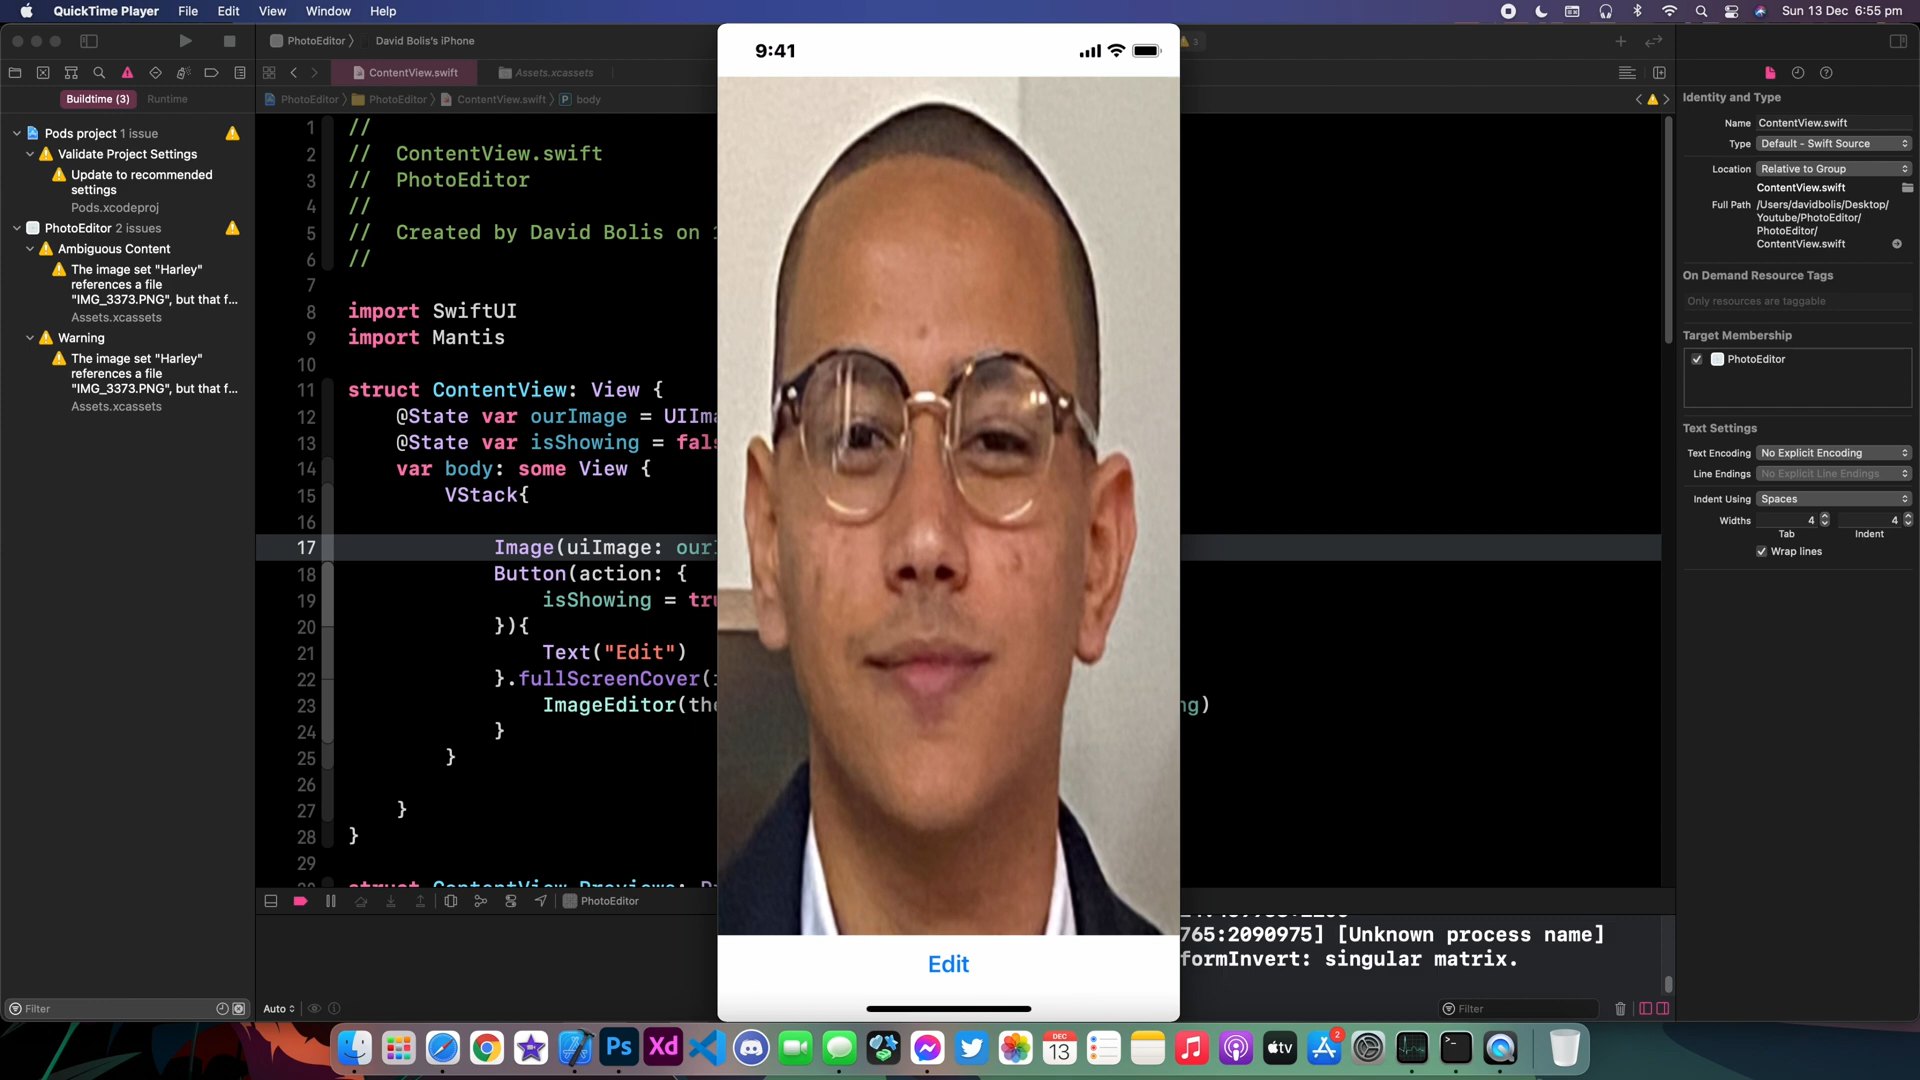 QuickTime Player File Edit View Window Help
Sun 13 Dec 6:55 pm
PhotoEditor
David Bolis's iPhone
3
ContentView.swift
Assets.xcassets
Buildtime (3)
Runtime
PhotoEditor
PhotoEditor
ContentView.swift
P
body
Pods project 1 issue
Validate Project Settings
Update to recommended
settings
Pods.xcodeproj
PhotoEditor 2 issues
Ambiguous Content
The image set "Harley"
references a file
"IMG_3373.PNG", but that f...
Assets.xcassets
Warning
The image set "Harley"
references a file
"IMG_3373.PNG", but that f...
Assets.xcassets
Filter
1 //
2 // ContentView.swift
3 // PhotoEditor
4 //
5 // Created by David Bolis on
6 //
7
8 import SwiftUI
9 import Mantis
10
11 struct ContentView: View {
12 @State var ourImage =
13 @State var isShowing =
14 var body: some View {
15 VStack{
16
17 Image(uiImage:
18 Button(action: {
19 isShowing =
20 }){
21 Text("Edit")
22 }.fullScreenCover(
23 ImageEditor(
24 }
25 }
26
27 }
28 }
29
9:41
Edit
PhotoEditor
765:2090975] [Unknown process name]
formInvert: singular matrix.
Auto
Filter
Identity and Type
Name ContentView.swift
Type Default - Swift Source
Location Relative to Group
ContentView.swift
Full Path /Users/davidbolis/Desktop/
Youtube/PhotoEditor/
PhotoEditor/
ContentView.swift
On Demand Resource Tags
Only resources are taggable
Target Membership
PhotoEditor
Text Settings
Text Encoding No Explicit Encoding
Line Endings No Explicit Line Endings
Indent Using Spaces
Widths 4 4
Tab Indent
Wrap lines
Ps
Xd
DEC
13
tv
2